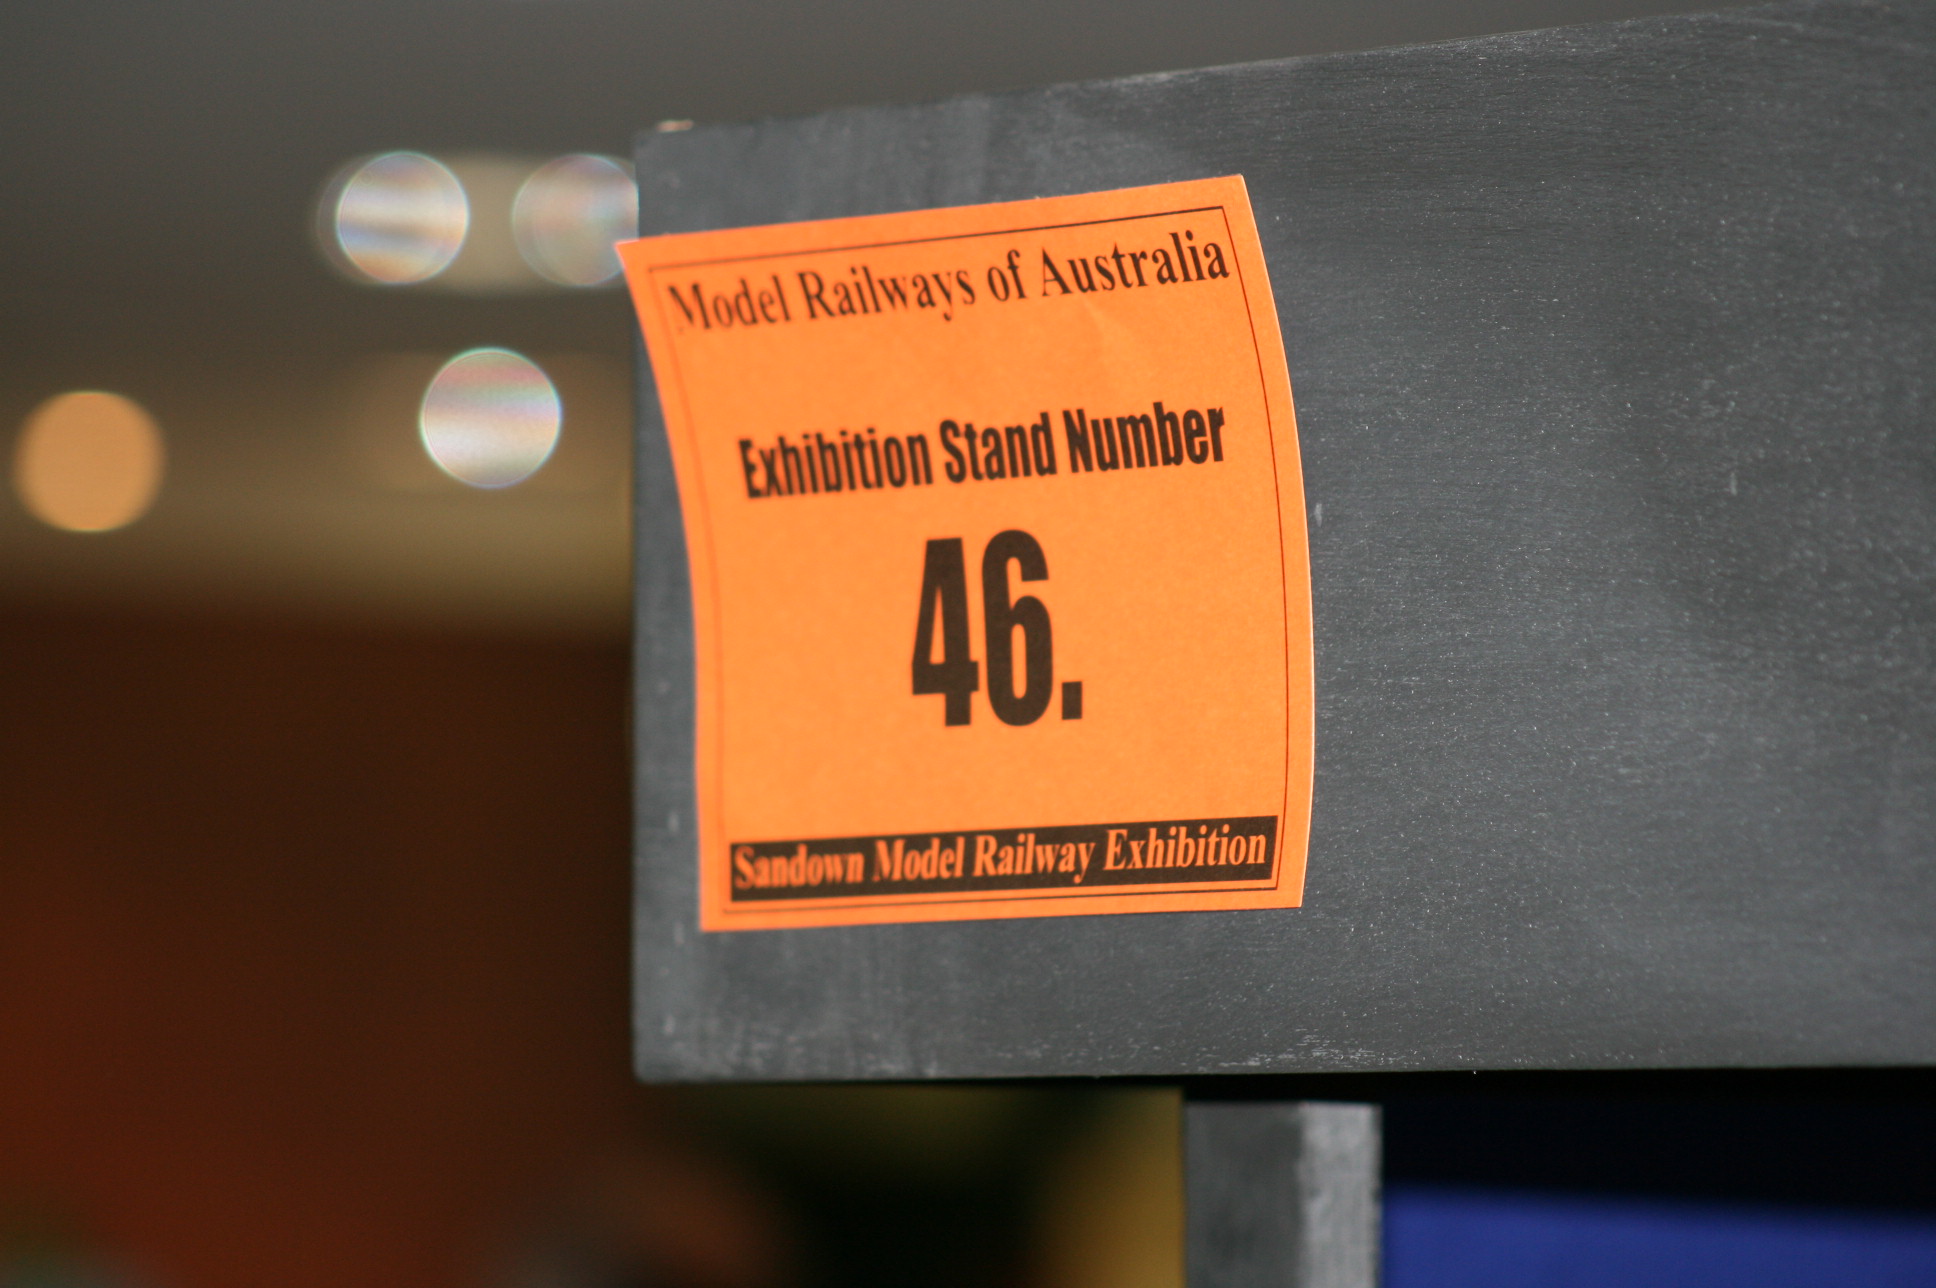 Model Railways of Australia
Exhibition Stand Number
46.
Sandown Model Railway Exhibition